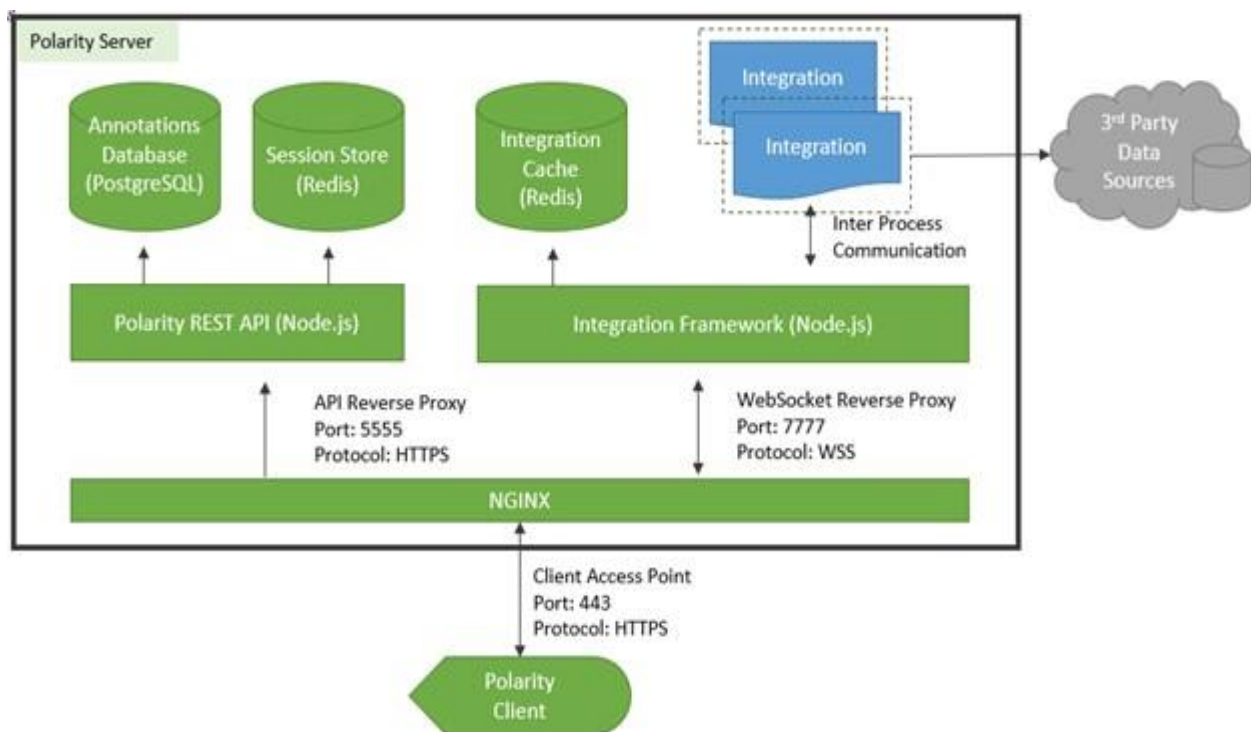 Polarity Server
Annotations
Database
(PostgreSQL)
Session Store
(Redis)
Integration
Cache
(Redis)
Integration
Integration
3rd Party
Data
Sources
Inter Process
Communication
Polarity REST API (Node.js)
Integration Framework (Node.js)
API Reverse Proxy
Port: 5555
Protocol: HTTPS
WebSocket Reverse Proxy
Port: 7777
Protocol: WSS
NGINX
Client Access Point
Port: 443
Protocol: HTTPS
Polarity
Client